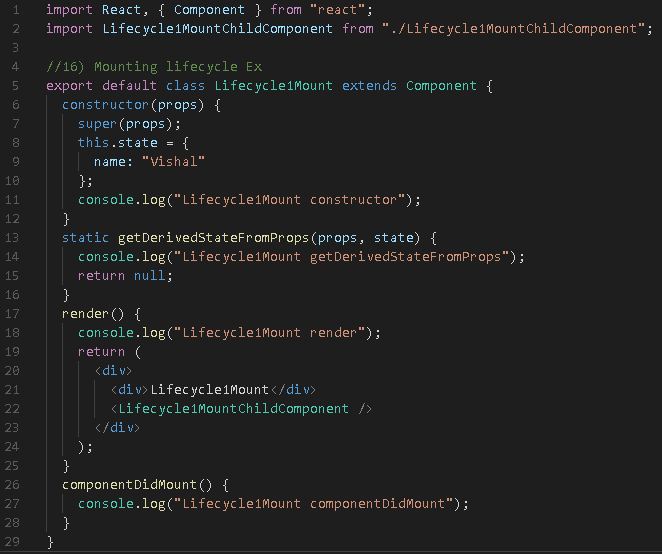 1 import React, { Component } from "react";
2 import Lifecycle1MountChildComponent from "./Lifecycle1MountChildComponent";
3
4 //16) Mounting lifecycle Ex
5 export default class Lifecycle1Mount extends Component {
6   constructor(props) {
7     super(props);
8     this.state = {
9       name: "Vishal"
10     };
11     console.log("Lifecycle1Mount constructor");
12   }
13   static getDerivedStateFromProps(props, state) {
14     console.log("Lifecycle1Mount getDerivedStateFromProps");
15     return null;
16   }
17   render() {
18     console.log("Lifecycle1Mount render");
19     return (
20       <div>
21         <div>Lifecycle1Mount</div>
22         <Lifecycle1MountChildComponent />
23       </div>
24     );
25   }
26   componentDidMount() {
27     console.log("Lifecycle1Mount componentDidMount");
28   }
29 }